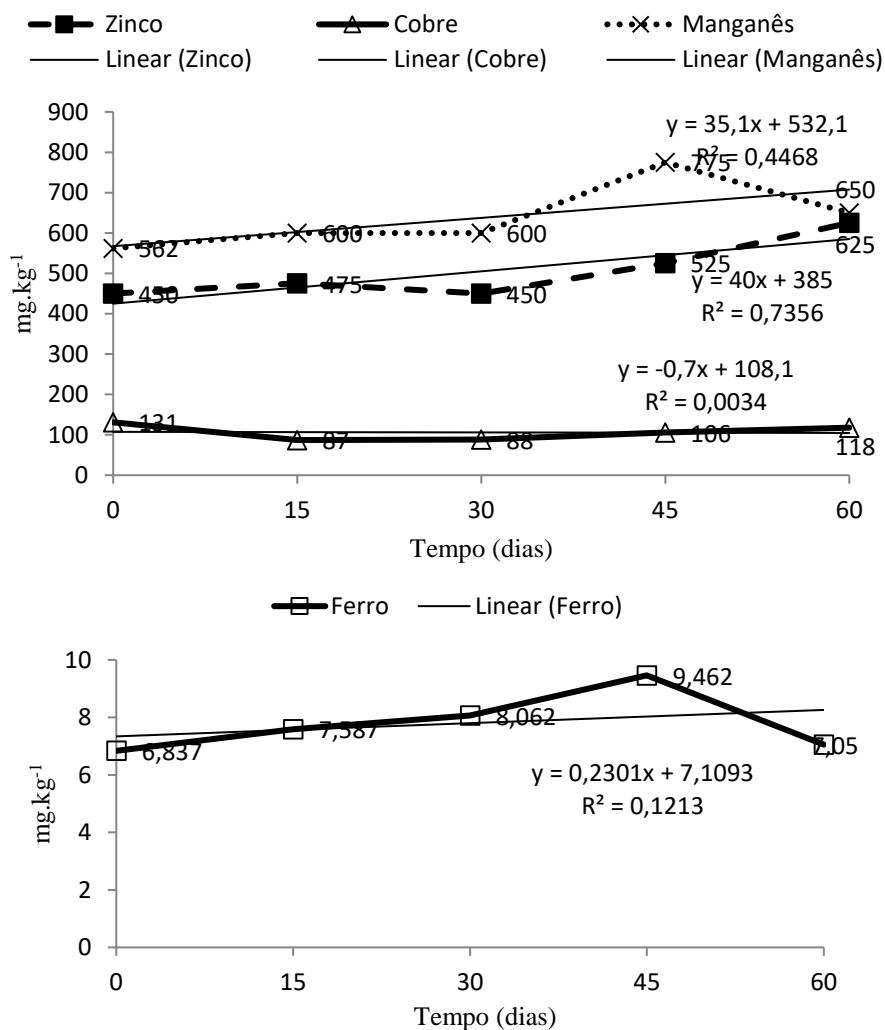 Zinco Cobre Manganês
Linear (Zinco) Linear (Cobre) Linear (Manganês)
900
800
700
600
500
400
300
200
100
0
mg.kg-1
y = 35,1x + 532,1
R² = 0,4468
562 600 600 775 650
450 475 450 525 625
y = 40x + 385
R² = 0,7356
y = -0,7x + 108,1
R² = 0,0034
131 87 88 106 118
0 15 30 45 60
Tempo (dias)
Ferro Linear (Ferro)
10
8
6
4
2
0
mg.kg-1
6,837 7,587 8,062 9,462 7,05
y = 0,2301x + 7,1093
R² = 0,1213
0 15 30 45 60
Tempo (dias)